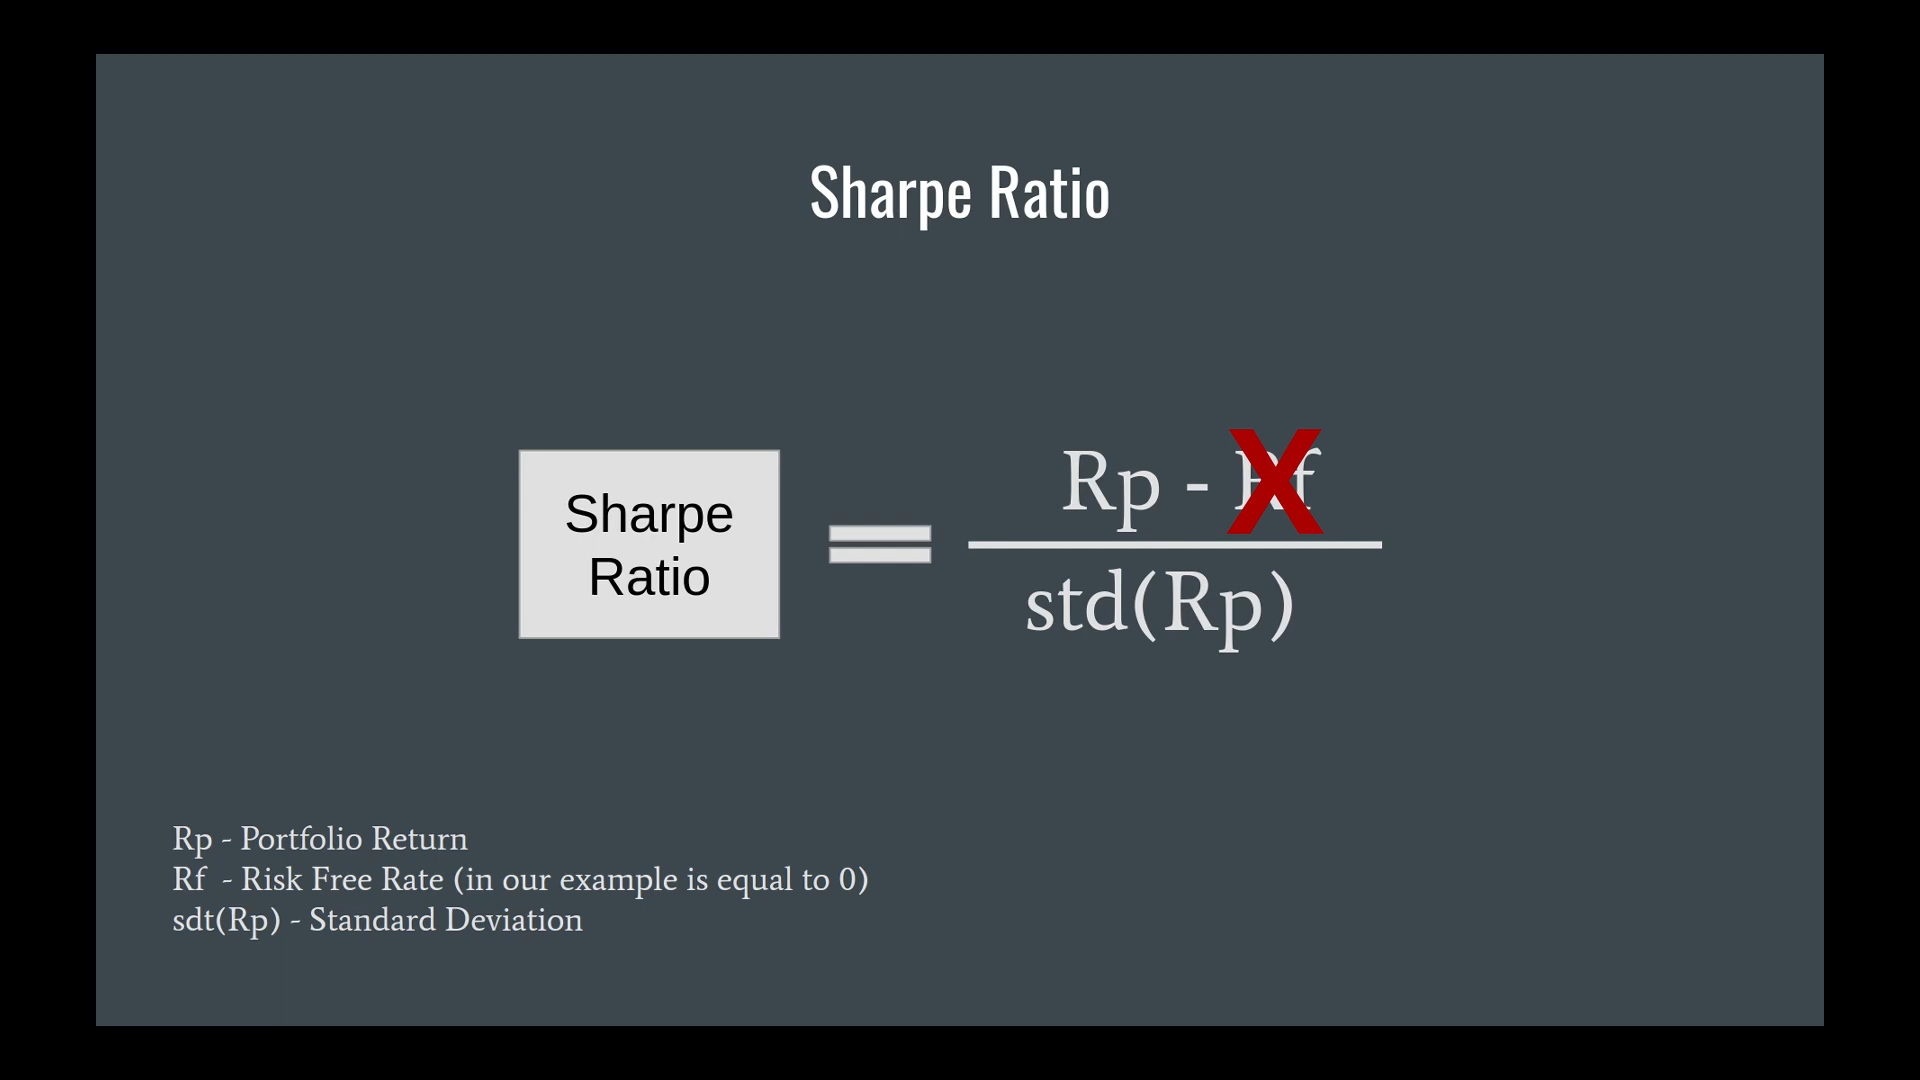 Sharpe Ratio
Sharpe
Ratio
=
Rp - Rf
X
std(Rp)
Rp - Portfolio Return
Rf - Risk Free Rate (in our example is equal to 0)
sdt(Rp) - Standard Deviation